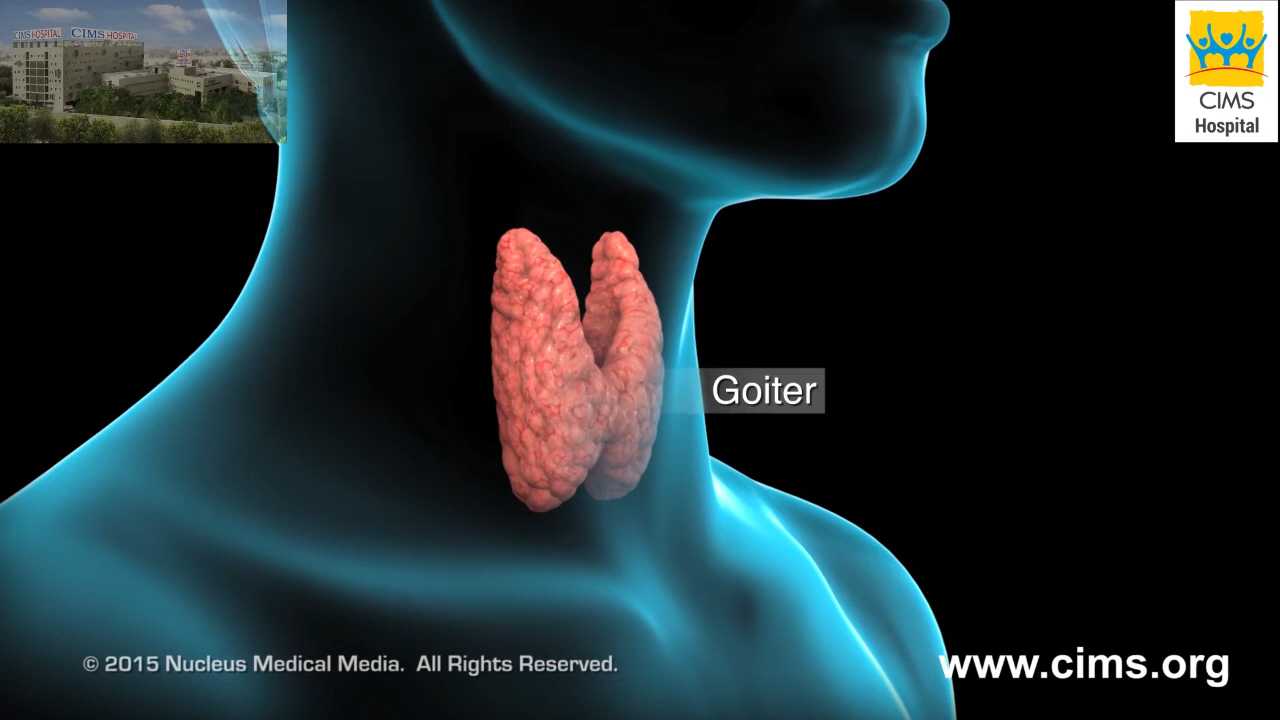 CIMS HOSPITAL CIMS HOSPITAL
CIMS
Hospital
Goiter
© 2015 Nucleus Medical Media. All Rights Reserved.
www.cims.org